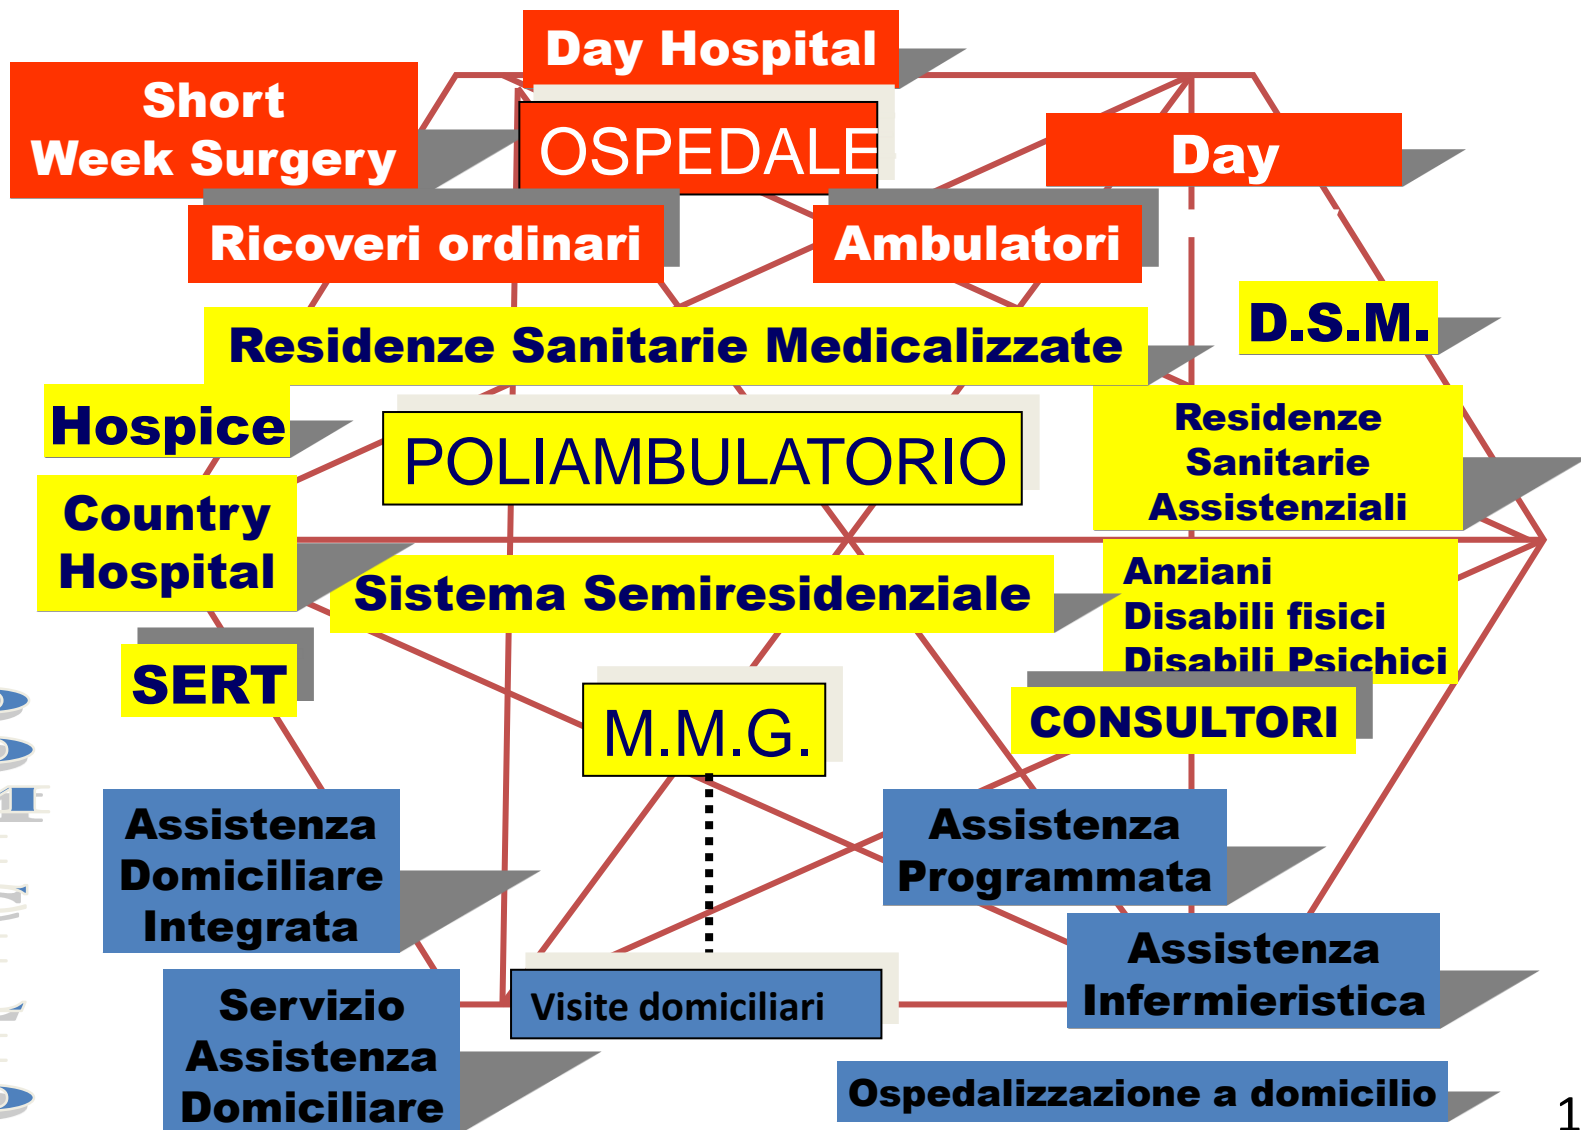 Day Hospital
Short
Week Surgery
OSPEDALE
Day
Ricoveri ordinari
Ambulatori
D.S.M.
Residenze Sanitarie Medicalizzate
Hospice
POLIAMBULATORIO
Residenze
Sanitarie
Assistenziali
Country
Hospital
Sistema Semiresidenziale
Anziani
Disabili fisici
Disabili Psichici
SERT
M.M.G.
CONSULTORI
Assistenza
Domiciliare
Integrata
Assistenza
Programmata
Assistenza
Infermieristica
Servizio
Assistenza
Domiciliare
Visite domiciliari
Ospedalizzazione a domicilio
1